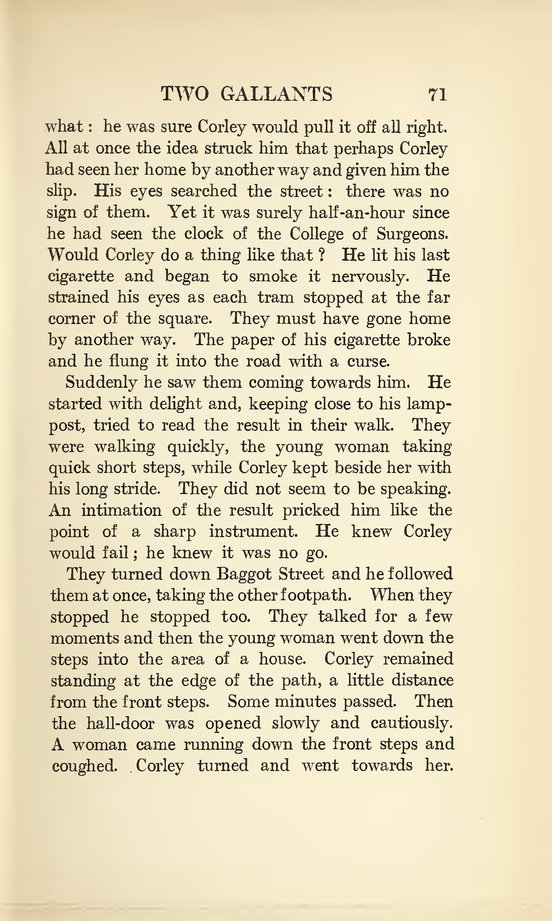 TWO GALLANTS 71
what : he was sure Corley would pull it off all right.
All at once the idea struck him that perhaps Corley
had seen her home by another way and given him the
slip. His eyes searched the street : there was no
sign of them. Yet it was surely half-an-hour since
he had seen the clock of the College of Surgeons.
Would Corley do a thing like that ? He lit his last
cigarette and began to smoke it nervously. He
strained his eyes as each tram stopped at the far
corner of the square. They must have gone home
by another way. The paper of his cigarette broke
and he flung it into the road with a curse.
Suddenly he saw them coming towards him. He
started with delight and, keeping close to his lamp-
post, tried to read the result in their walk. They
were walking quickly, the young woman taking
quick short steps, while Corley kept beside her with
his long stride. They did not seem to be speaking.
An intimation of the result pricked him like the
point of a sharp instrument. He knew Corley
would fail ; he knew it was no go.
They turned down Baggot Street and he followed
them at once, taking the other footpath. When they
stopped he stopped too. They talked for a few
moments and then the young woman went down the
steps into the area of a house. Corley remained
standing at the edge of the path, a little distance
from the front steps. Some minutes passed. Then
the hall-door was opened slowly and cautiously.
A woman came running down the front steps and
coughed. Corley turned and went towards her.